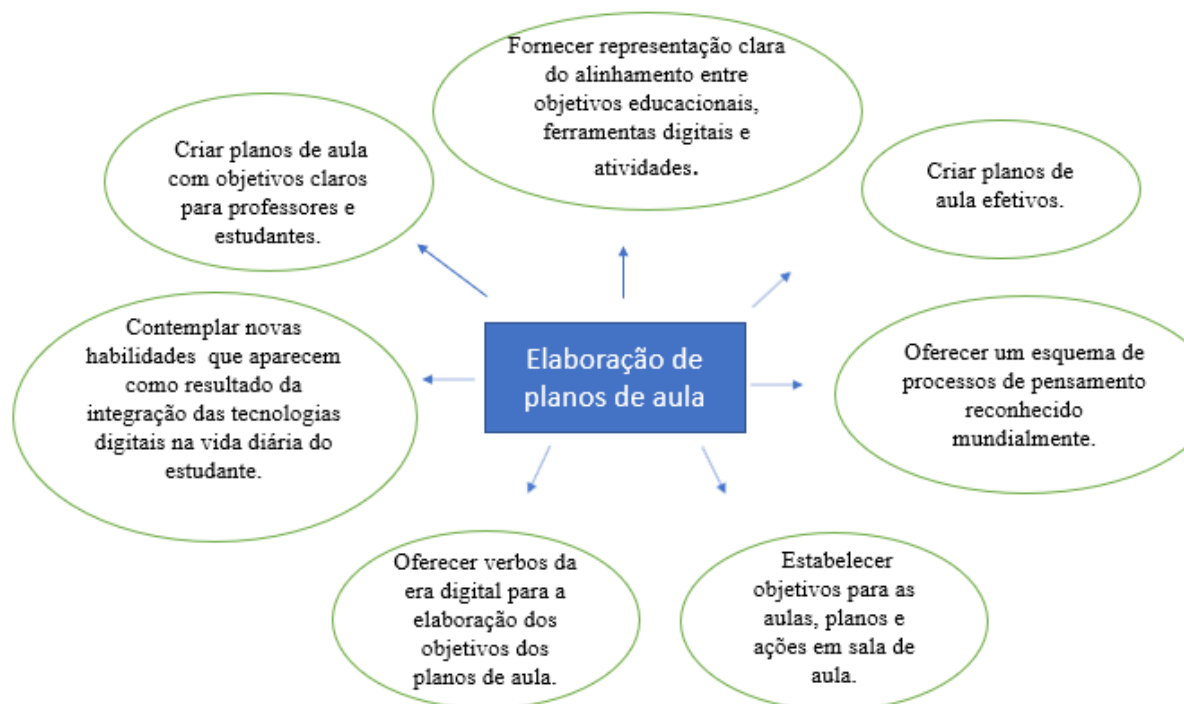 Fornecer representação clara
do alinhamento entre
objetivos educacionais,
ferramentas digitais e
atividades.
Criar planos de aula
com objetivos claros
para professores e
estudantes.
Criar planos de
aula efetivos.
Contemplar novas
habilidades que aparecem
como resultado da
integração das tecnologias
digitais na vida diária do
estudante.
Elaboração de
planos de aula
Oferecer um esquema de
processos de pensamento
reconhecido
mundialmente.
Oferecer verbos da
era digital para a
elaboração dos
objetivos dos
planos de aula.
Estabelecer
objetivos para as
aulas, planos e
ações em sala de
aula.